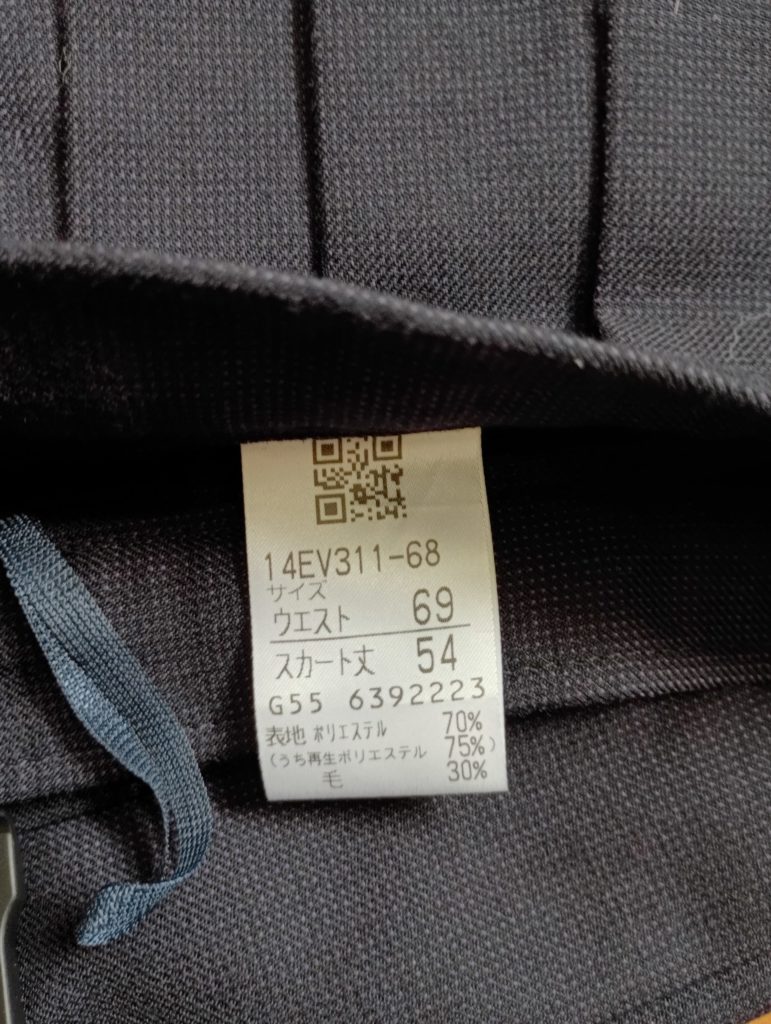 14EV311-68
サイズ
ウエスト 69
スカート丈 54
G55 6392223
表地 ポリエステル 70%
(うち再生ポリエステル 75%)
毛 30%